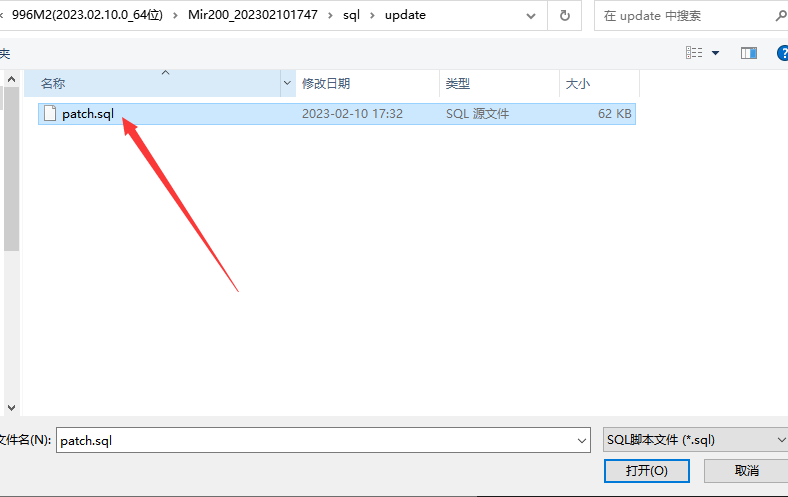 996M2(2023.02.10.0_64位) › Mir200_202302101747 › sql › update
在 update 中搜索
夹
名称 修改日期 类型 大小
patch.sql 2023-02-10 17:32 SQL 源文件 62 KB
文件名(N): patch.sql SQL脚本文件 (*.sql)
打开(O) 取消